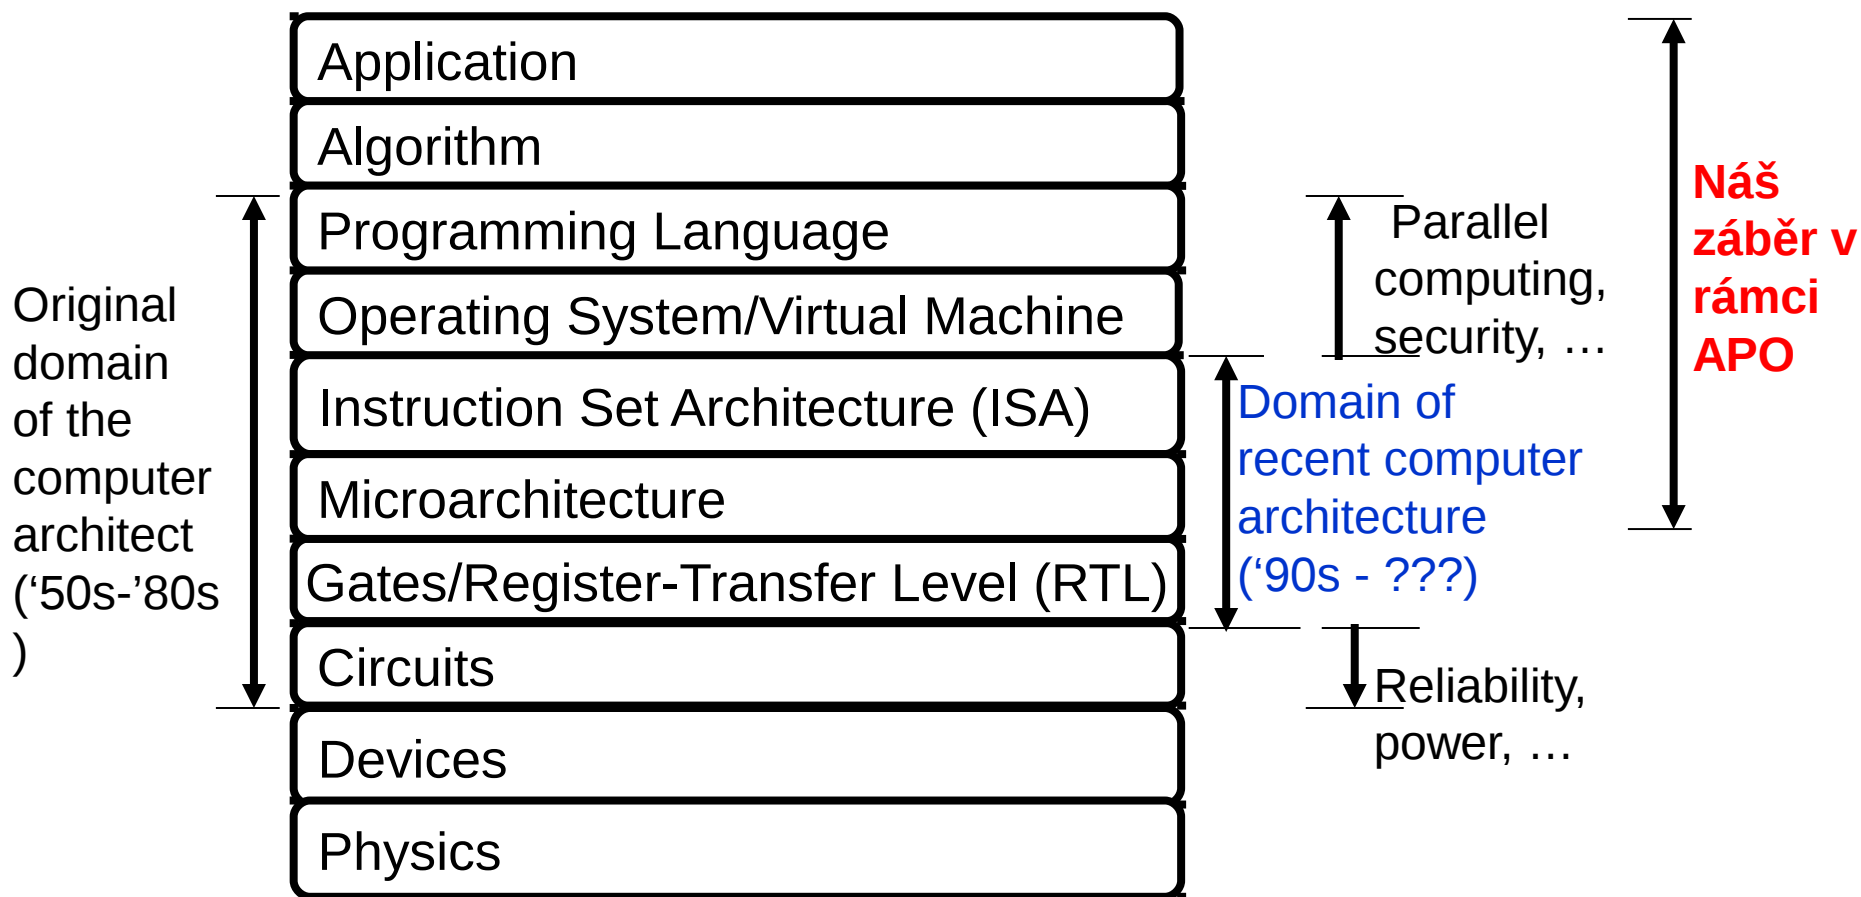 Application
Algorithm
Programming Language
Operating System/Virtual Machine
Instruction Set Architecture (ISA)
Microarchitecture
Gates/Register-Transfer Level (RTL)
Circuits
Devices
Physics
Original
domain
of the
computer
architect
(‘50s-’80s
)
Parallel
computing,
security, …
Domain of
recent computer
architecture
(‘90s - ???)
Reliability,
power, …
Náš
záběr v
rámci
APO